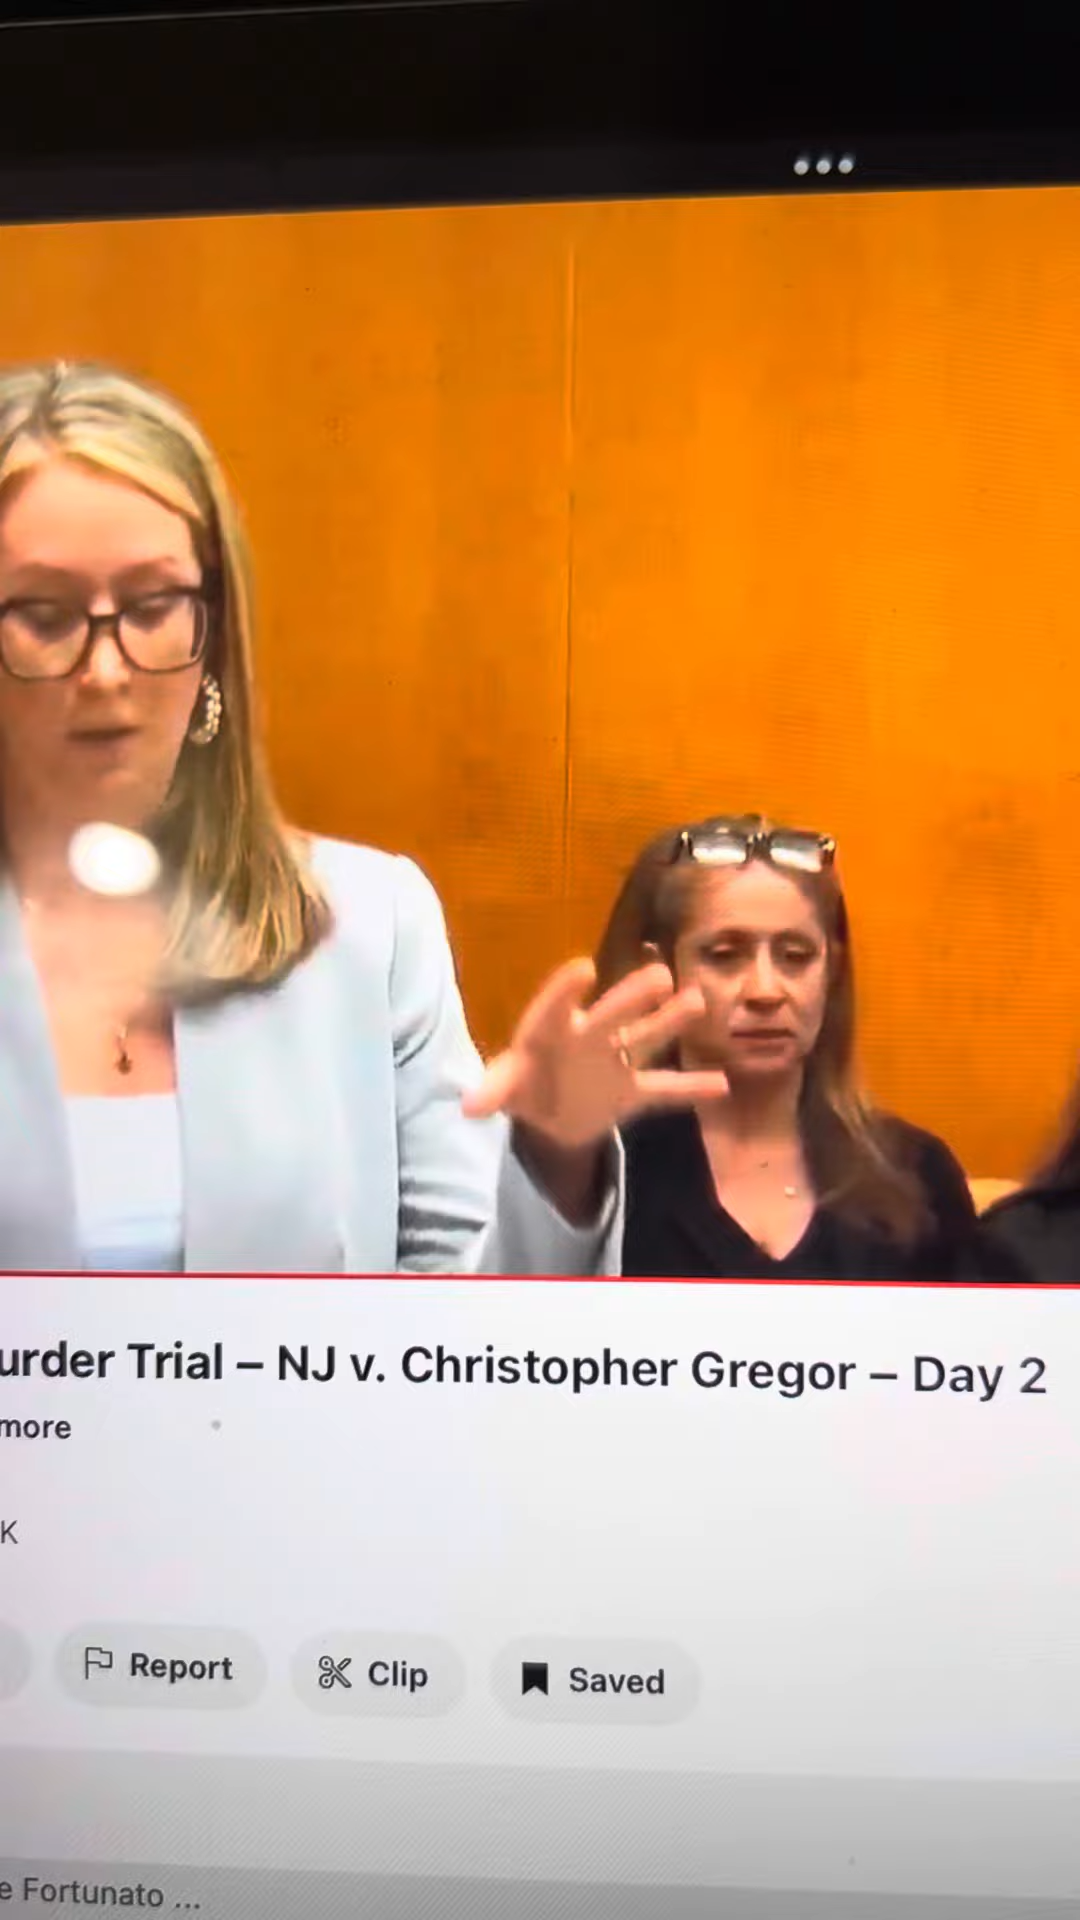 urder Trial – NJ v. Christopher Gregor – Day 2
more
K
Report
Clip
Saved
e Fortunato ...